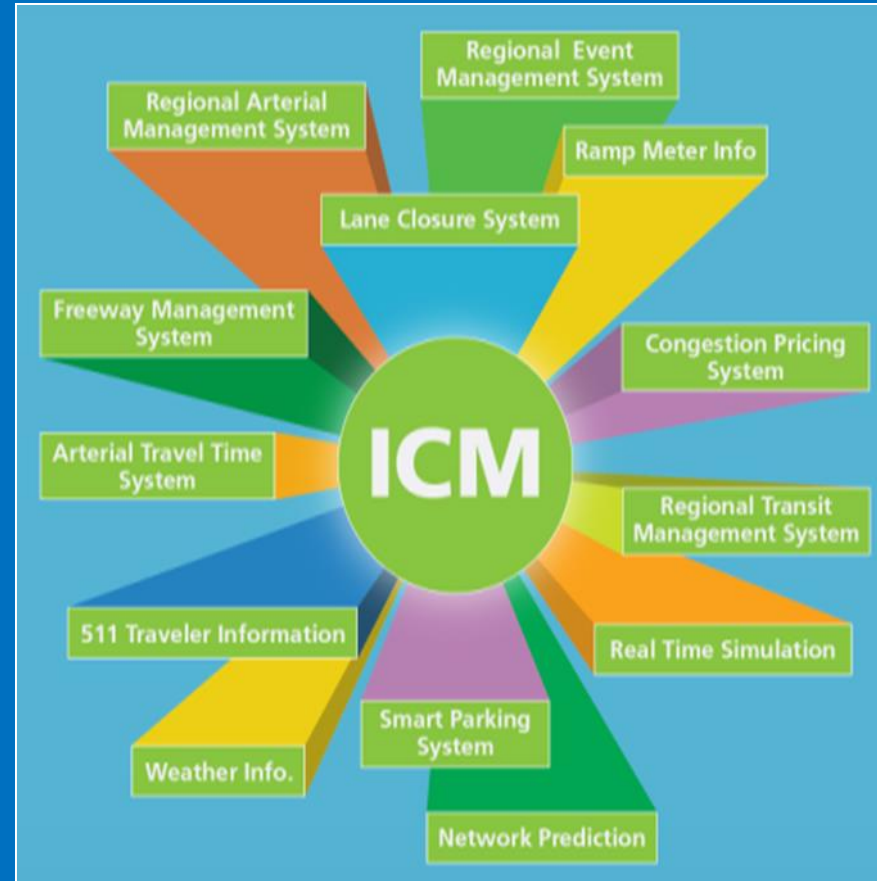 Regional Event
Management System
Regional Arterial
Management System
Ramp Meter Info
Lane Closure System
Freeway Management
System
Congestion Pricing
System
ICM
Arterial Travel Time
System
Regional Transit
Management System
511 Traveler Information
Real Time Simulation
Smart Parking
System
Weather Info.
Network Prediction